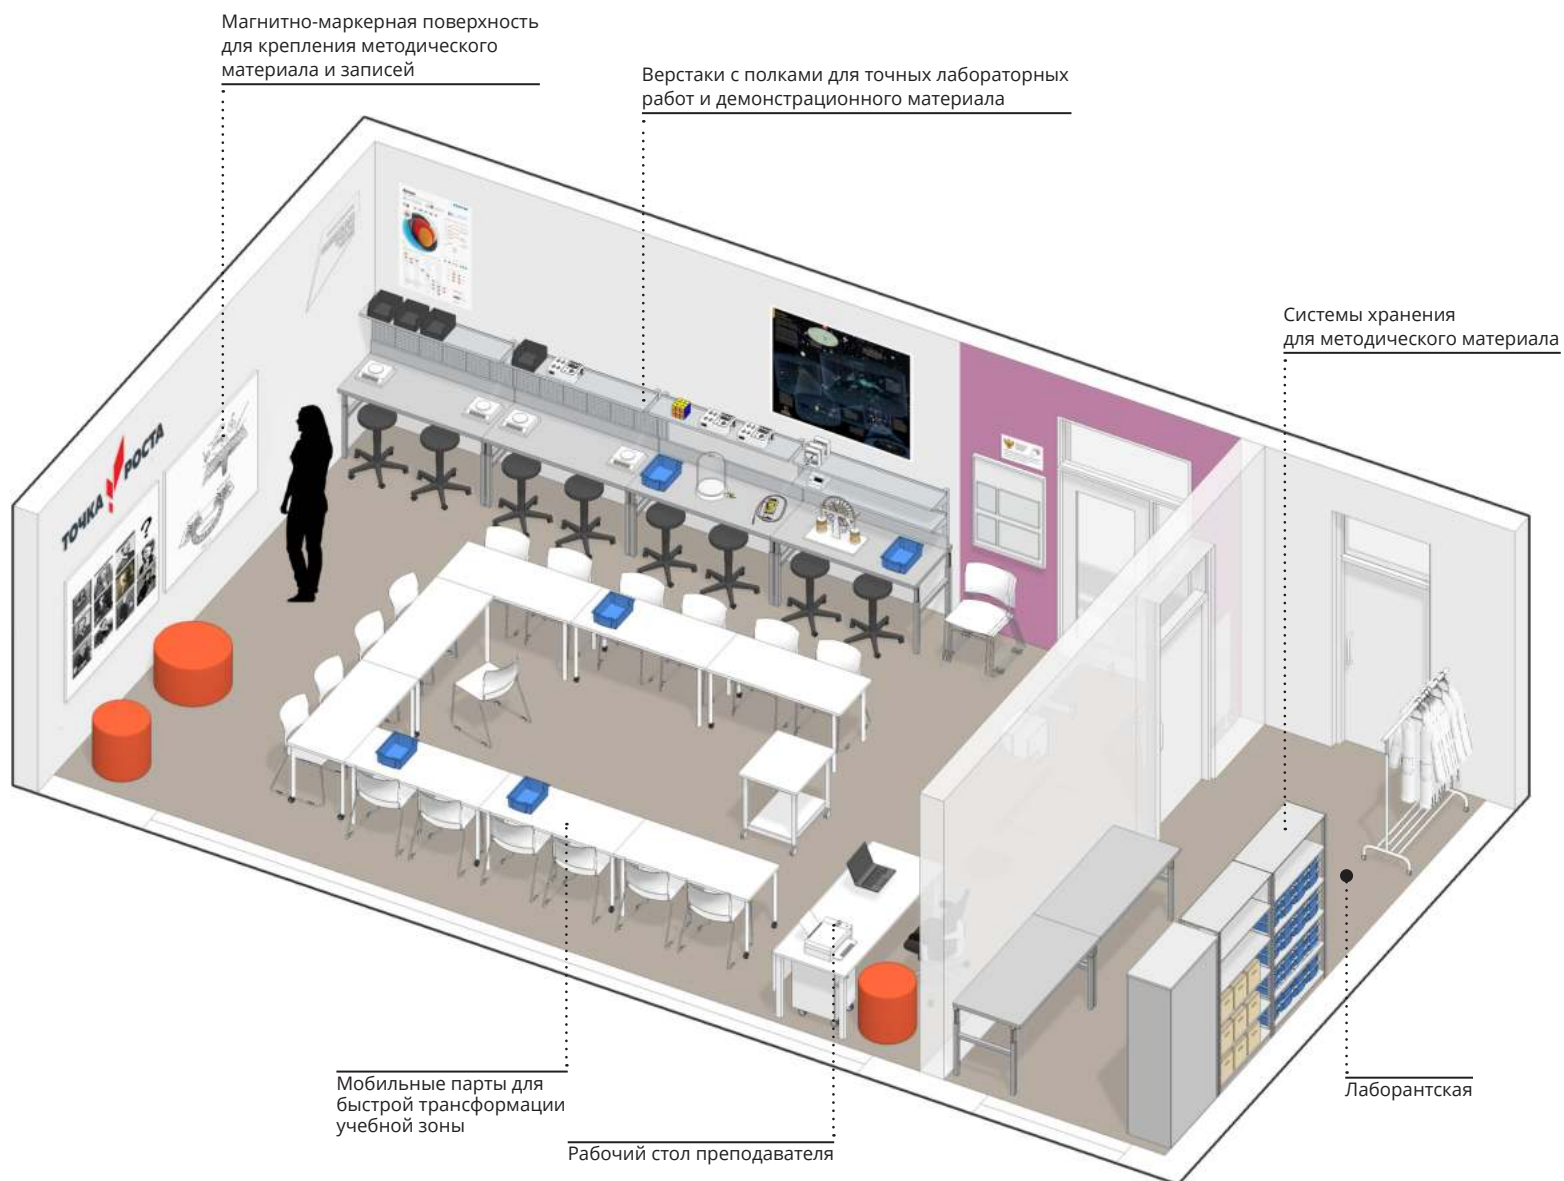 Магнитно-маркерная поверхность
для крепления методического
материала и записей
Верстаки с полками для точных лабораторных
работ и демонстрационного материала
Системы хранения
для методического материала
ТОЧКА РОСТА
?
Мобильные парты для
быстрой трансформации
учебной зоны
Рабочий стол преподавателя
Лаборантская